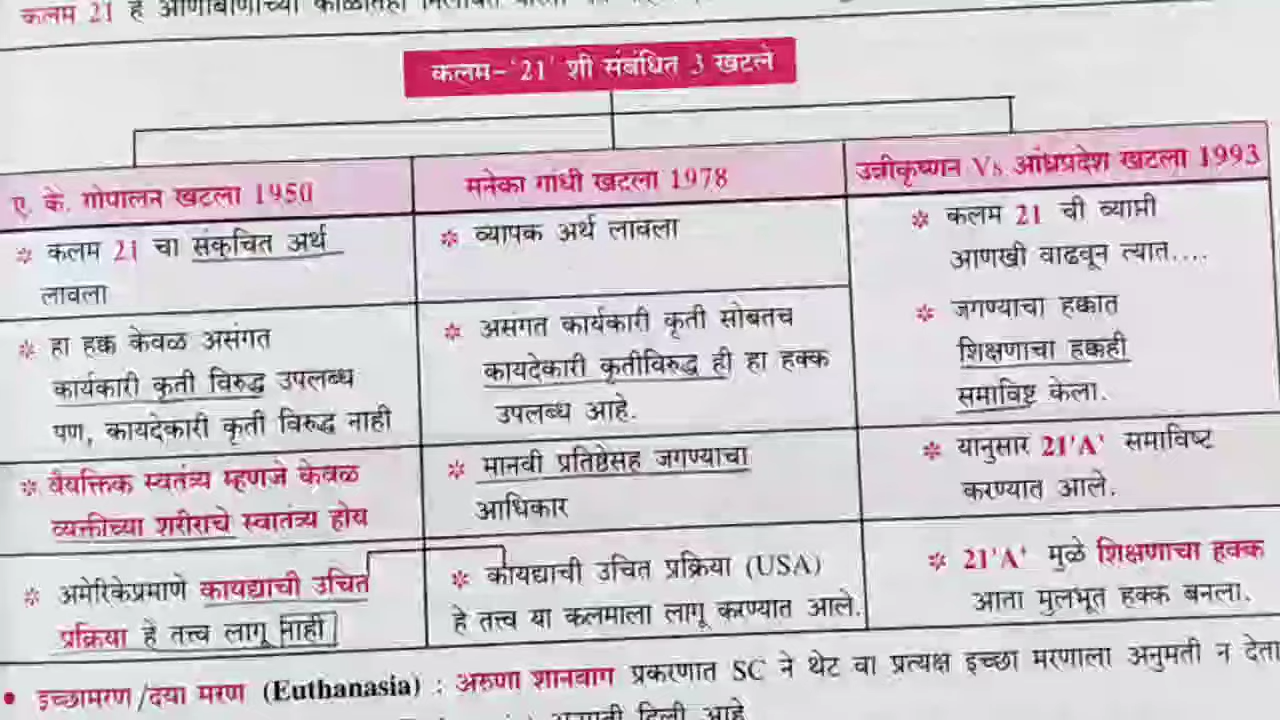 कलम 21 हे आणीबाणीच्या काळातही
कलम-'21' शी संबंधित 3 खटले
ए. के. गोपालन खटला 1950
* कलम 21 चा संकुचित अर्थ
लावला
* हा हक्क केवळ असंगत
कार्यकारी कृती विरुद्ध उपलब्ध
पण, कायदेकारी कृती विरुद्ध नाही
* वैयक्तिक स्वतंत्र्य म्हणजे केवळ
व्यक्तीच्या शरीराचे स्वातंत्र्य होय
* अमेरिकेप्रमाणे कायद्याची उचित
प्रक्रिया हे तत्त्व लागू नाही
मनेका गांधी खटला 1978
* व्यापक अर्थ लावला
* असंगत कार्यकारी कृती सोबतच
कायदेकारी कृतीविरुद्ध ही हा हक्क
उपलब्ध आहे.
* मानवी प्रतिष्ठेसह जगण्याचा
आधिकार
* कायद्याची उचित प्रक्रिया (USA)
हे तत्त्व या कलमाला लागू करण्यात आले.
उन्नीकृष्णन Vs आंध्रप्रदेश खटला 1993
* कलम 21 ची व्याप्ती
आणखी वाढवून त्यात....
* जगण्याचा हक्कात
शिक्षणाचा हक्कही
समाविष्ट केला.
* यानुसार 21'A' समाविष्ट
करण्यात आले.
* 21'A' मुळे शिक्षणाचा हक्क
आता मुलभूत हक्क बनला.
• इच्छामरण/दया मरण (Euthanasia) : अरुणा शानबाग प्रकरणात SC ने थेट वा प्रत्यक्ष इच्छा मरणाला अनुमती न देता
दिली आहे